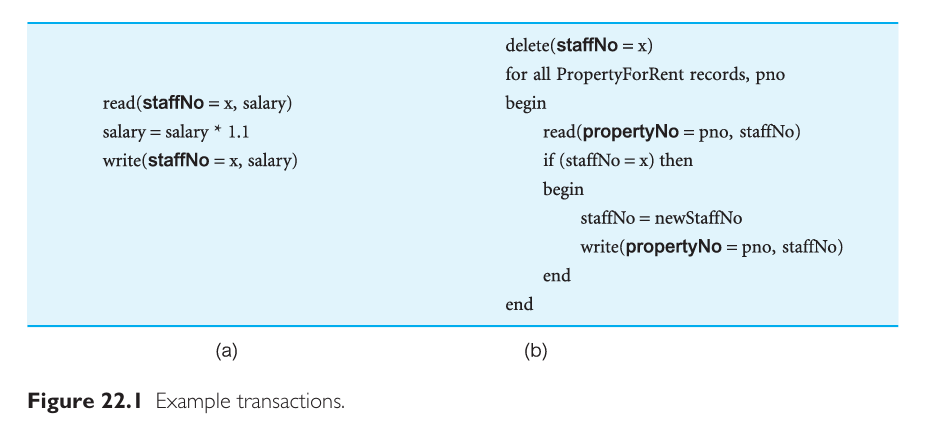 read(staffNo = x, salary)
salary = salary * 1.1
write(staffNo = x, salary)
delete(staffNo = x)
for all PropertyForRent records, pno
begin
read(propertyNo = pno, staffNo)
if (staffNo = x) then
begin
staffNo = newStaffNo
write(propertyNo = pno, staffNo)
end
end
(a)
(b)
Figure 22.1 Example transactions.